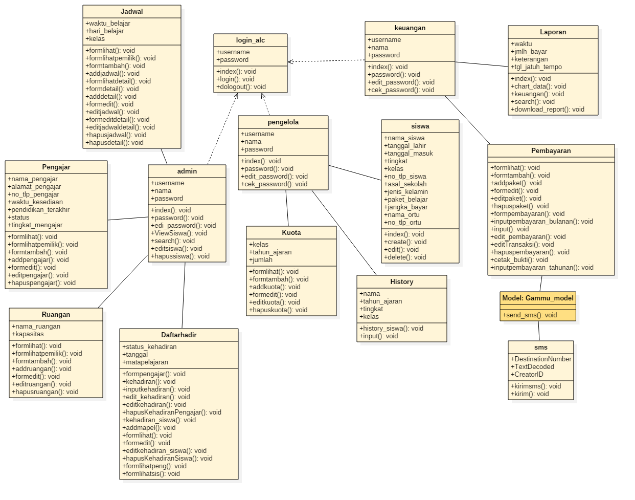 Jadwal
+waktu_belajar
+hari_belajar
+kelas
+formlihat(): void
+formlihatpemilik(): void
+formtambah(): void
+addjadwal(): void
+formlihatdetail(): void
+formdetail(): void
+adddetail(): void
+formedit(): void
+editjadwal(): void
+formeditdetail(): void
+editjadwaldetail(): void
+hapusjadwal(): void
+hapusdetail(): void
login_alc
+username
+password
+index(): void
+login(): void
+dologout(): void
keuangan
+username
+nama
+password
+index(): void
+password(): void
+edit_password(): void
+cek_password(): void
Laporan
+waktu
+jmlh_bayar
+keterangan
+tgl_jatuh_tempo
+index(): void
+chart_data(): void
+keuangan(): void
+search(): void
+download_report(): void
pengelola
+username
+nama
+password
+index(): void
+password(): void
+edit_password(): void
+cek_password(): void
siswa
+nama_siswa
+tanggal_lahir
+tanggal_masuk
+tingkat
+kelas
+no_tlp_siswa
+asal_sekolah
+jenis_kelamin
+paket_belajar
+jangka_bayar
+nama_ortu
+no_tlp_ortu
+index(): void
+create(): void
+edit(): void
+delete(): void
Pembayaran
+formlihat(): void
+formtambah(): void
+addpaket(): void
+formedit(): void
+editpaket(): void
+hapuspaket(): void
+formpembayaran(): void
+inputpembayaran_bulanan(): void
+input(): void
+edit_pembayaran(): void
+editTransaksi(): void
+hapuspembayaran(): void
+cetak_bukti(): void
+inputpembayaran_tahunan(): void
Pengajar
+nama_pengajar
+alamat_pengajar
+no_tlp_pengajar
+waktu_kesediaan
+pendidikan_terakhir
+status
+tingkat_mengajar
+formlihat(): void
+formlihatpemilik(): void
+formtambah(): void
+addpengajar(): void
+formedit(): void
+editpengajar(): void
+hapuspengajar(): void
admin
+username
+nama
+password
+index(): void
+password(): void
+edi_password(): void
+ViewSiswa(): void
+search(): void
+editsiswa(): void
+hapussiswa(): void
Kuota
+kelas
+tahun_ajaran
+jumlah
+formlihat(): void
+formtambah(): void
+addkuota(): void
+formedit(): void
+editkuota(): void
+hapuskuota(): void
History
+nama
+tahun_ajaran
+tingkat
+kelas
+history_siswa(): void
+input(): void
Model: Gammu_model
+send_sms(): void
Ruangan
+nama_ruangan
+kapasitas
+formlihat(): void
+formlihatpemilik(): void
+formtambah(): void
+addruangan(): void
+formedit(): void
+editruangan(): void
+hapusruangan(): void
Daftarhadir
+status_kehadiran
+tanggal
+matapelajaran
+formpengajar(): void
+kehadiran(): void
+inputkehadiran(): void
+edit_kehadiran(): void
+editkehadiran(): void
+hapusKehadiranPengajar(): void
+kehadiran_siswa(): void
+addmapel(): void
+formlihat(): void
+formedit(): void
+editkehadiran_siswa(): void
+hapusKehadiranSiswa(): void
+formlihatpeng(): void
+formlihatsis(): void
sms
+DestinationNumber
+TextDecoded
+CreatorID
+kirimsms(): void
+kirim(): void